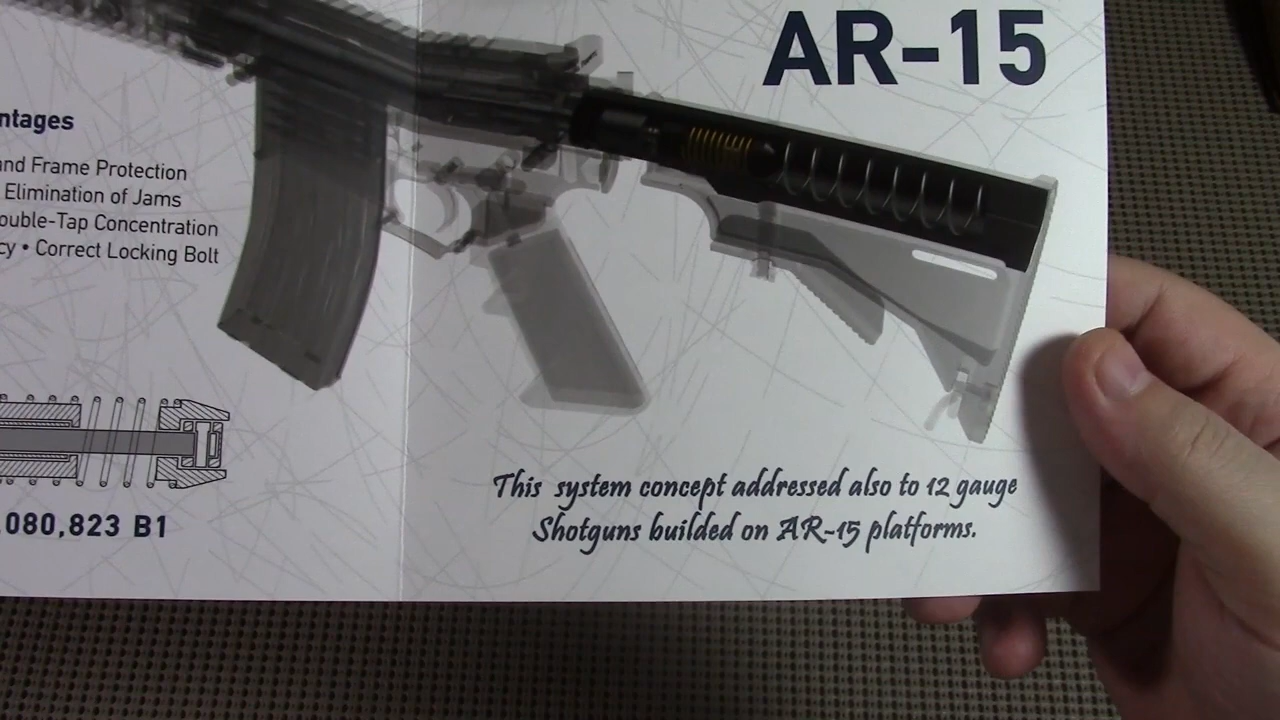 AR-15
ntages
and Frame Protection
Elimination of Jams
ouble-Tap Concentration
cy • Correct Locking Bolt
,080,823 B1
This system concept addressed also to 12 gauge
Shotguns builded on AR-15 platforms.